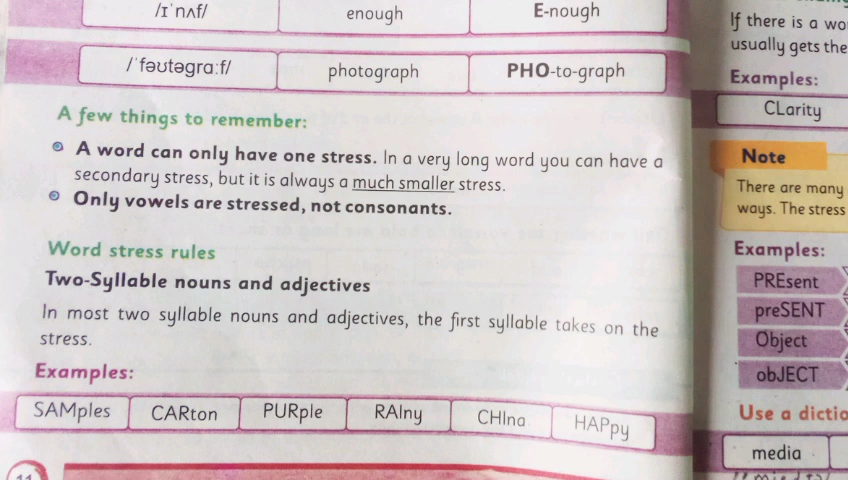 /ɪˈnʌf/ enough E-nough
/ˈfəʊtəgrɑːf/ photograph PHO-to-graph
A few things to remember:
A word can only have one stress. In a very long word you can have a
secondary stress, but it is always a much smaller stress.
Only vowels are stressed, not consonants.
Word stress rules
Two-Syllable nouns and adjectives
In most two syllable nouns and adjectives, the first syllable takes on the
stress.
Examples:
SAMples CARton PURple RAIny CHIna HAPpy
11
If there is a wo
usually gets the
Examples:
CLarity
Note
There are many
ways. The stress
Examples:
PREsent
preSENT
Object
obJECT
Use a dictio
media